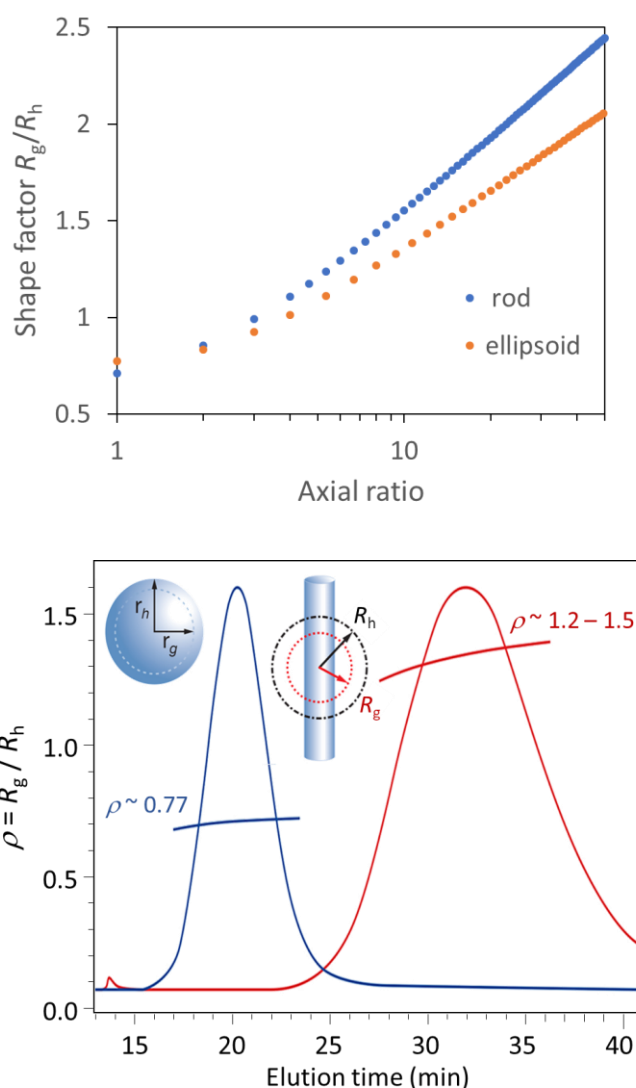 2.5
2
1.5
1
0.5
Shape factor Rg/Rh
rod
ellipsoid
1
10
Axial ratio
1.5
1.0
0.5
0.0
ρ = Rg / Rh
rh
rg
Rh
Rg
ρ ~ 1.2 – 1.5
ρ ~ 0.77
15
20
25
30
35
40
Elution time (min)